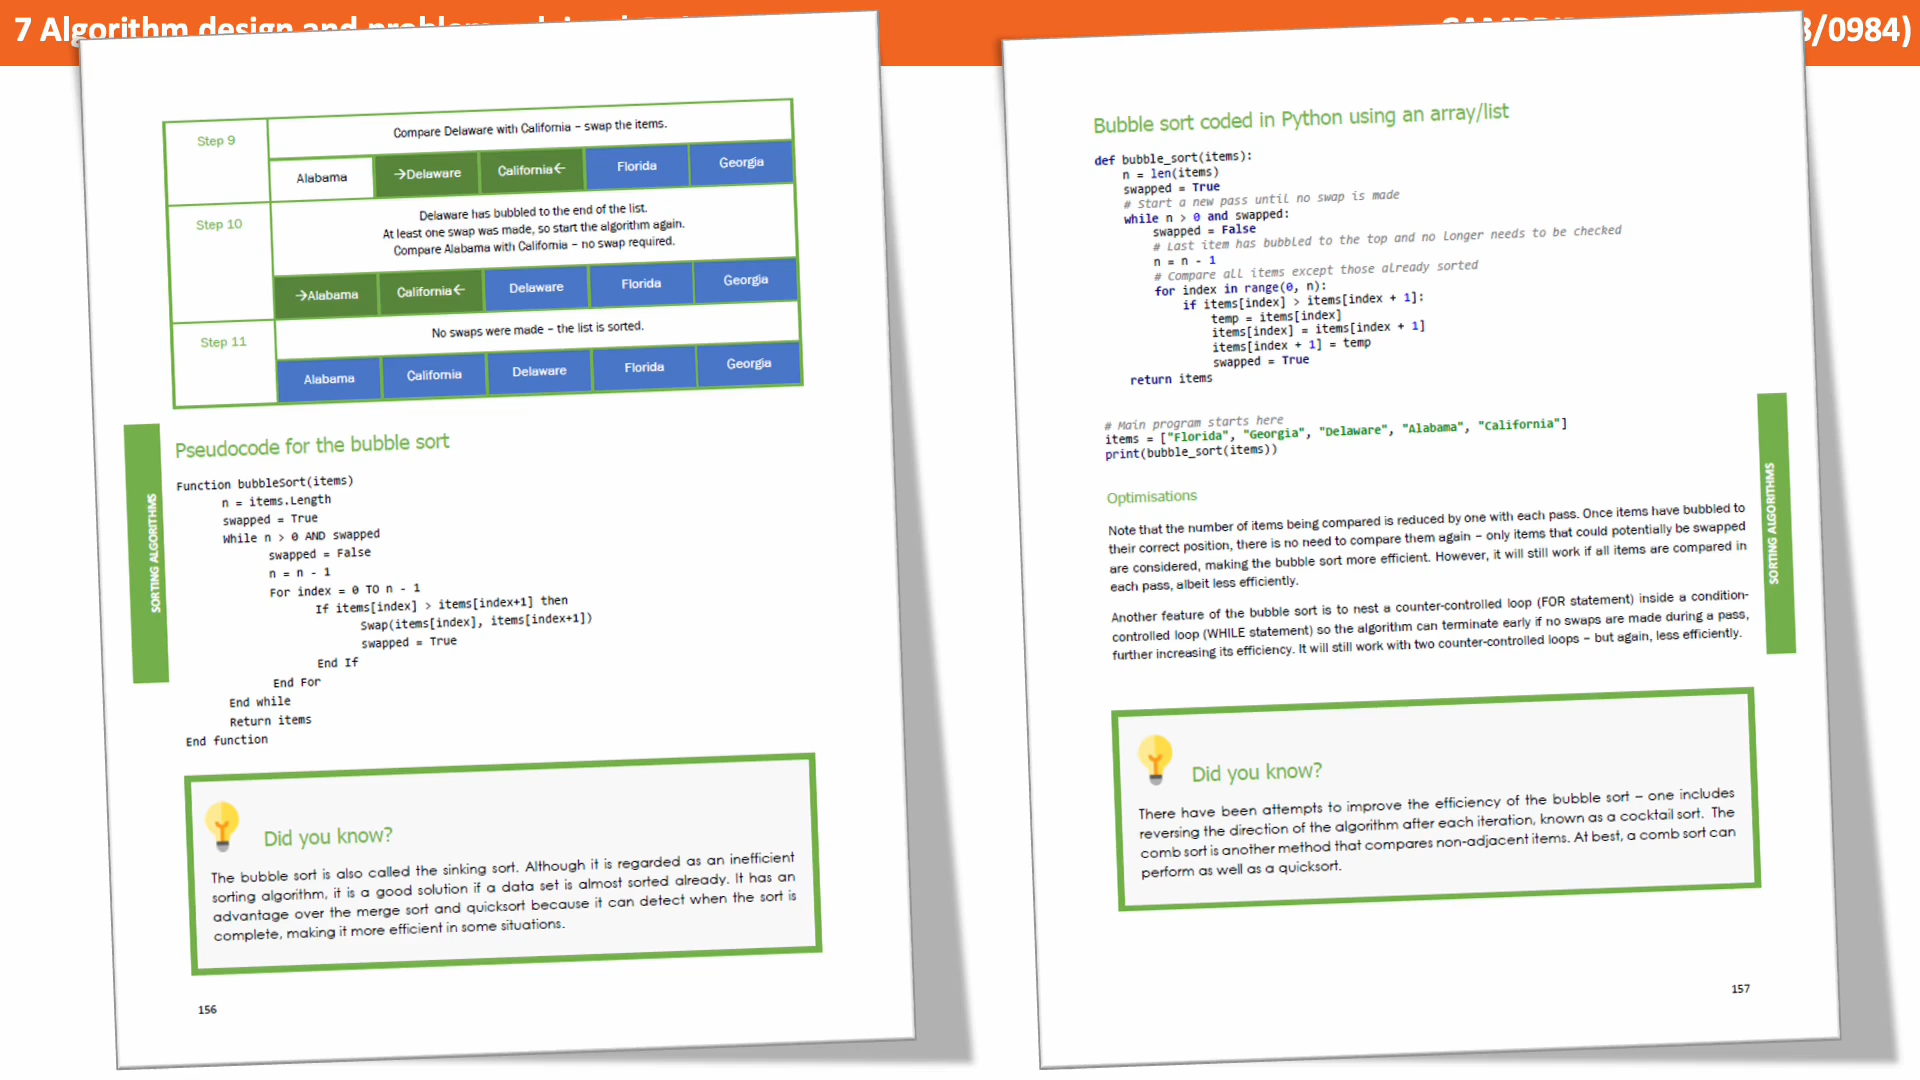 7 Algorithm design and problem
8/0984)
Step 9
Compare Delaware with California – swap the items.
Alabama →Delaware California← Florida Georgia
Step 10
Delaware has bubbled to the end of the list.
At least one swap was made, so start the algorithm again.
Compare Alabama with California – no swap required.
→Alabama California← Delaware Florida Georgia
Step 11
No swaps were made – the list is sorted.
Alabama California Delaware Florida Georgia
SORTING ALGORITHMS
Pseudocode for the bubble sort
Function bubbleSort(items)
n = items.Length
swapped = True
While n > 0 AND swapped
swapped = False
n = n - 1
For index = 0 TO n - 1
If items[index] > items[index+1] then
Swap(items[index], items[index+1])
swapped = True
End If
End For
End while
Return items
End function
Did you know?
The bubble sort is also called the sinking sort. Although it is regarded as an inefficient
sorting algorithm, it is a good solution if a data set is almost sorted already. It has an
advantage over the merge sort and quicksort because it can detect when the sort is
complete, making it more efficient in some situations.
156
Bubble sort coded in Python using an array/list
def bubble_sort(items):
n = len(items)
swapped = True
# Start a new pass until no swap is made
while n > 0 and swapped:
swapped = False
# Last item has bubbled to the top and no longer needs to be checked
n = n - 1
# Compare all items except those already sorted
for index in range(0, n):
if items[index] > items[index + 1]:
temp = items[index]
items[index] = items[index + 1]
items[index + 1] = temp
swapped = True
return items
# Main program starts here
items = ["Florida", "Georgia", "Delaware", "Alabama", "California"]
print(bubble_sort(items))
Optimisations
Note that the number of items being compared is reduced by one with each pass. Once items have bubbled to
their correct position, there is no need to compare them again – only items that could potentially be swapped
are considered, making the bubble sort more efficient. However, it will still work if all items are compared in
each pass, albeit less efficiently.
Another feature of the bubble sort is to nest a counter-controlled loop (FOR statement) inside a condition-
controlled loop (WHILE statement) so the algorithm can terminate early if no swaps are made during a pass,
further increasing its efficiency. It will still work with two counter-controlled loops – but again, less efficiently.
SORTING ALGORITHMS
Did you know?
There have been attempts to improve the efficiency of the bubble sort – one includes
reversing the direction of the algorithm after each iteration, known as a cocktail sort. The
comb sort is another method that compares non-adjacent items. At best, a comb sort can
perform as well as a quicksort.
157